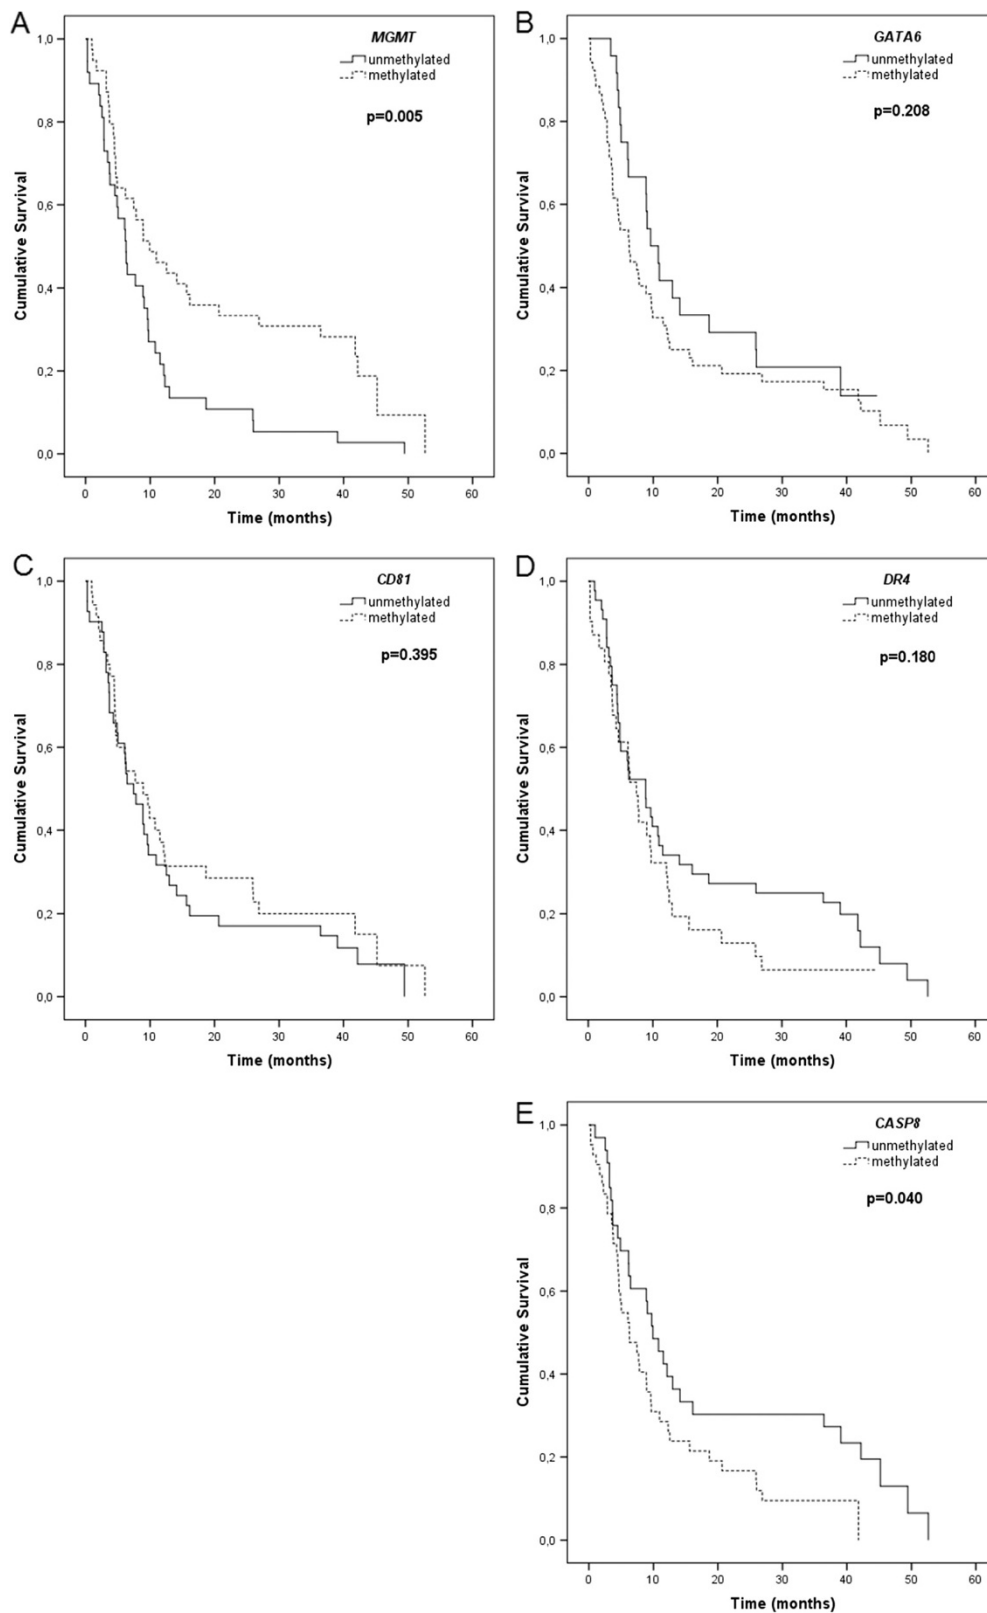 A
MGMT
unmethylated
methylated
p=0.005
1,0
0,8
0,6
0,4
0,2
0,0
Cumulative Survival
0 10 20 30 40 50 60
Time (months)
B
GATA6
unmethylated
methylated
p=0.208
1,0
0,8
0,6
0,4
0,2
0,0
Cumulative Survival
0 10 20 30 40 50 60
Time (months)
C
CD81
unmethylated
methylated
p=0.395
1,0
0,8
0,6
0,4
0,2
0,0
Cumulative Survival
0 10 20 30 40 50 60
Time (months)
D
DR4
unmethylated
methylated
p=0.180
1,0
0,8
0,6
0,4
0,2
0,0
Cumulative Survival
0 10 20 30 40 50 60
Time (months)
E
CASP8
unmethylated
methylated
p=0.040
1,0
0,8
0,6
0,4
0,2
0,0
Cumulative Survival
0 10 20 30 40 50 60
Time (months)